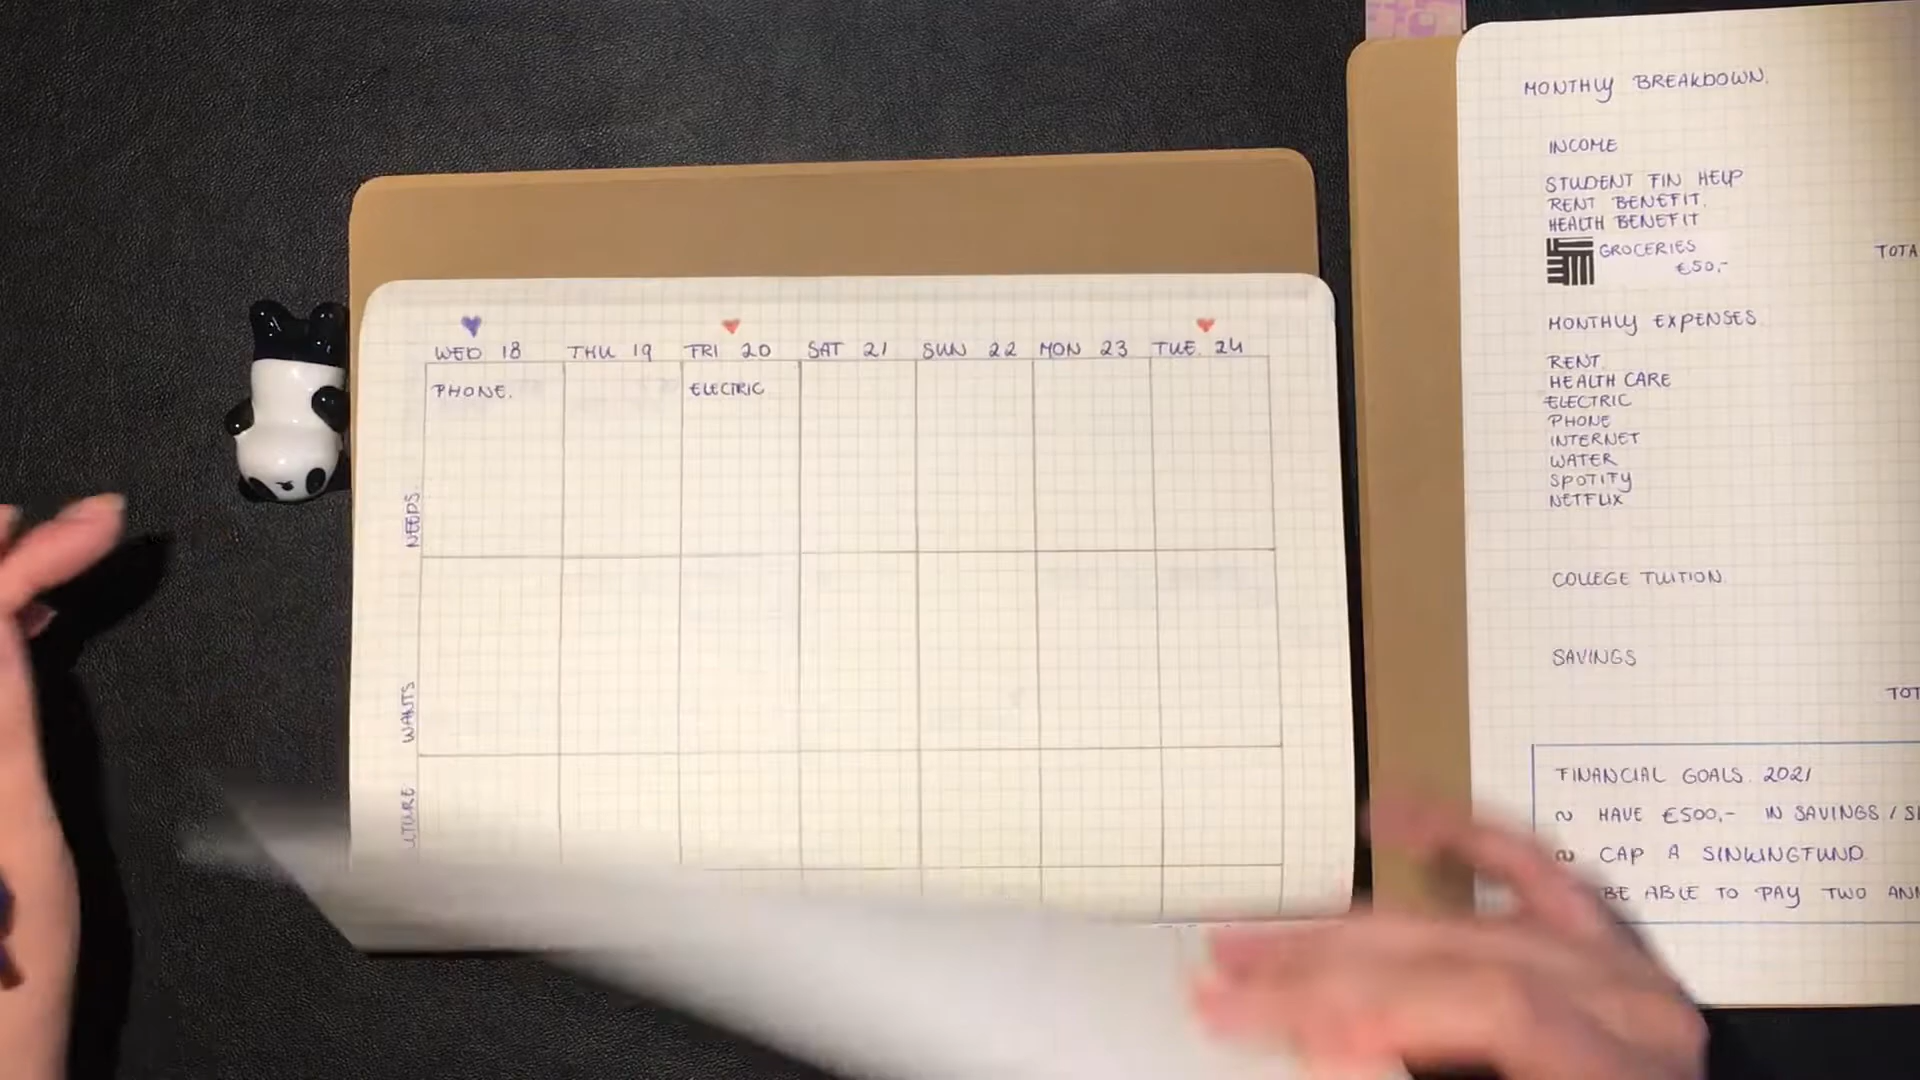 WED 18 THU 19 FRI 20 SAT 21 SUN 22 MON 23 TUE. 24
PHONE. ELECTRIC
NEEDS.
WANTS
MONTHLY BREAKDOWN.
INCOME
STUDENT FIN HELP
RENT BENEFIT.
HEALTH BENEFIT
GROCERIES
€50,-
MONTHLY EXPENSES
RENT
HEALTH CARE
ELECTRIC
PHONE
INTERNET
WATER
SPOTIFY
NETFLIX
COLLEGE TUITION
SAVINGS
FINANCIAL GOALS. 2021
~ HAVE €500,- IN SAVINGS /
~ CAP A SINKINGFUND
BE ABLE TO PAY TWO